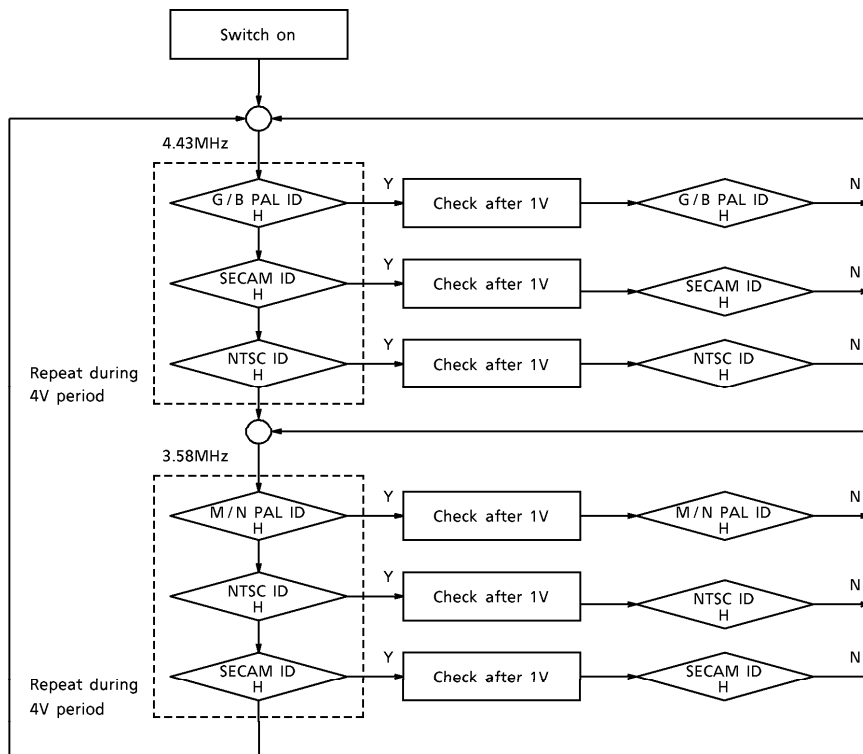 Switch on
4.43MHz
G/B PAL ID
H
Y
Check after 1V
G/B PAL ID
H
N
SECAM ID
H
Y
Check after 1V
SECAM ID
H
N
NTSC ID
H
Y
Check after 1V
NTSC ID
H
N
Repeat during
4V period
3.58MHz
M/N PAL ID
H
Y
Check after 1V
M/N PAL ID
H
N
NTSC ID
H
Y
Check after 1V
NTSC ID
H
N
SECAM ID
H
Y
Check after 1V
SECAM ID
H
N
Repeat during
4V period